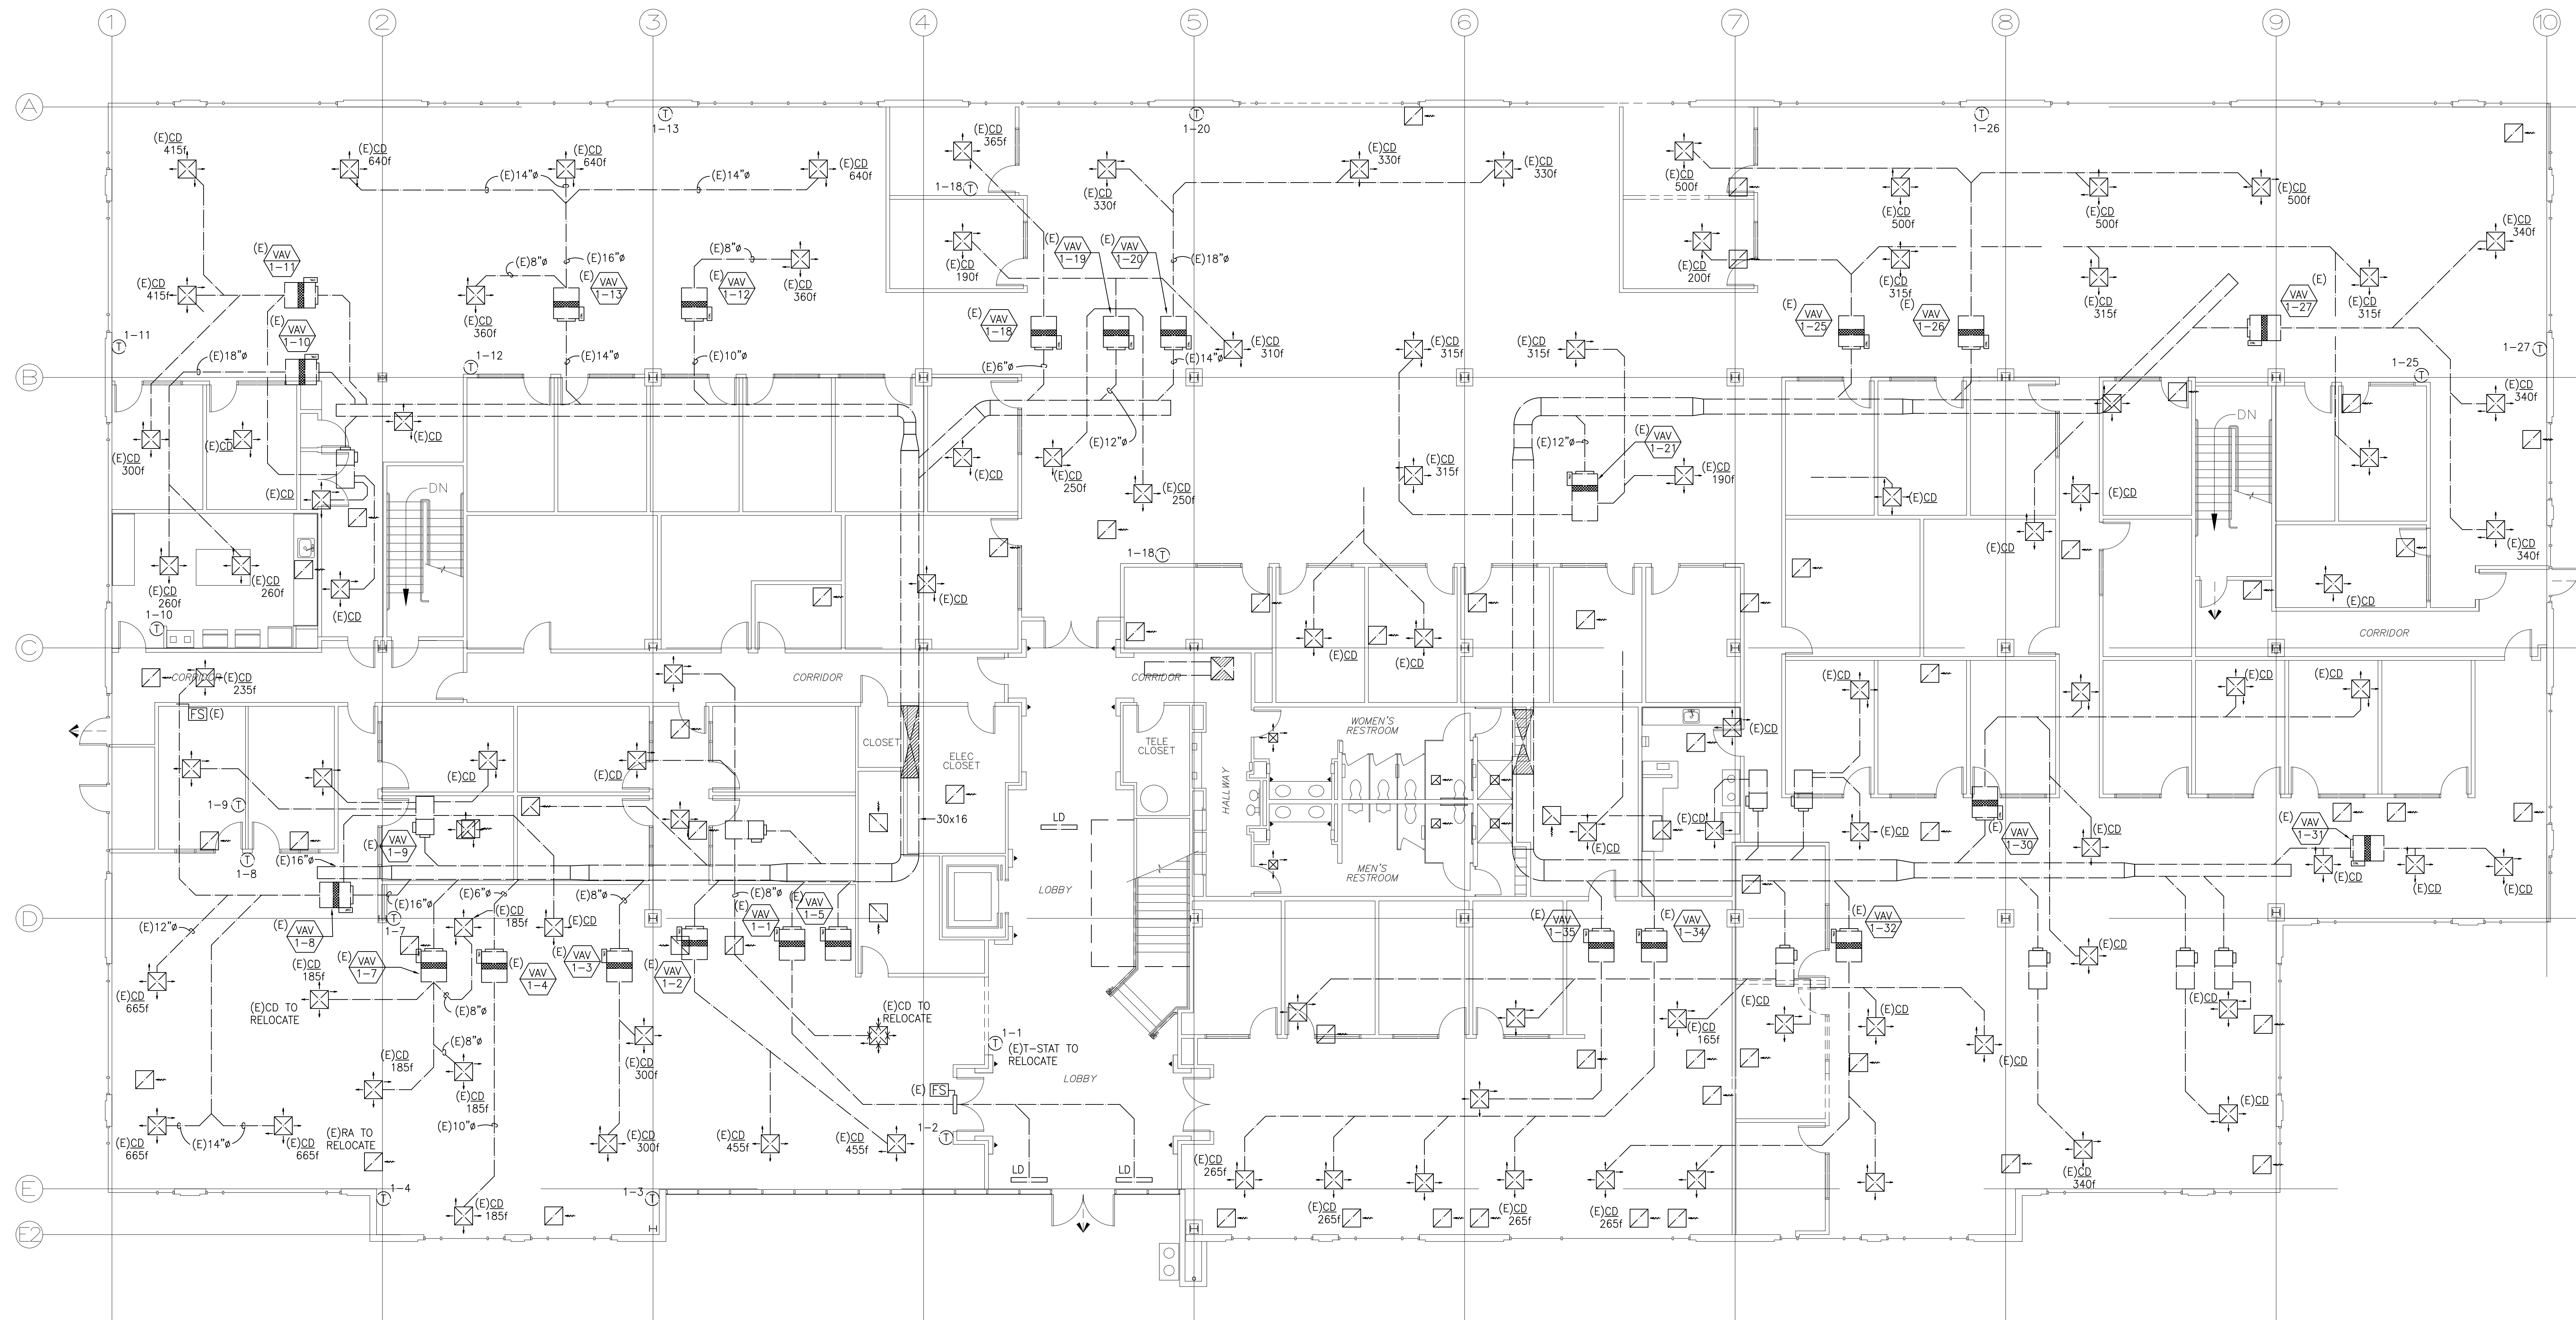 1
2
3
4
5
6
7
8
9
10
A
1-13
1-20
1-26
(E)CD
415f
(E)CD
640f
(E)CD
640f
(E)CD
640f
(E)CD
365f
(E)CD
330f
(E)CD
330f
(E)CD
330f
(E)14"ø
(E)14"ø
1-18
(E)CD
500f
(E)CD
500f
(E)CD
500f
(E)CD
500f
(E)CD
340f
(E)
VAV
1-11
(E)8"ø
(E)16"ø
(E)
VAV
1-13
(E)8"ø
(E)
VAV
1-12
(E)CD
360f
(E)CD
360f
(E)CD
190f
(E)
VAV
1-19
(E)
VAV
1-20
(E)18"ø
(E)CD
200f
(E)CD
315f
(E)CD
315f
(E)CD
315f
(E)
VAV
1-27
(E)CD
415f
(E)
VAV
1-10
1-11
(E)18"ø
1-12
(E)14"ø
(E)10"ø
(E)
VAV
1-18
(E)6"ø
(E)14"ø
(E)CD
310f
(E)CD
315f
(E)CD
315f
(E)
VAV
1-25
(E)
VAV
1-26
1-27
1-25
B
(E)CD
300f
(E)CD
(E)CD
(E)CD
DN
(E)CD
(E)CD
250f
(E)12"ø
(E)CD
250f
(E)CD
315f
(E)12"ø
(E)
VAV
1-21
(E)CD
190f
(E)CD
(E)CD
(E)CD
DN
(E)CD
340f
(E)CD
340f
(E)CD
260f
(E)CD
260f
(E)CD
1-10
(E)CD
1-18
(E)CD
C
CORRIDOR
(E)CD
235f
FS (E)
CORRIDOR
CORRIDOR
(E)CD
(E)CD
CORRIDOR
(E)CD
(E)CD
(E)CD
(E)CD
(E)CD
CLOSET
ELEC
CLOSET
TELE
CLOSET
HALLWAY
WOMEN'S
RESTROOM
MEN'S
RESTROOM
(E)CD
1-9
(E)
VAV
1-9
1-8
(E)16"ø
30x16
LD
LOBBY
(E)CD
(E)CD
(E)CD
(E)
VAV
1-30
(E)CD
(E)
VAV
1-31
(E)CD
(E)CD
(E)CD
D
(E)12"ø
(E)
VAV
1-8
(E)16"ø
1-7
(E)6"ø
(E)CD
185f
(E)CD
(E)8"ø
(E)8"ø
(E)
VAV
1-1
(E)
VAV
1-5
(E)
VAV
1-35
(E)
VAV
1-34
(E)
VAV
1-32
(E)CD
665f
(E)CD
185f
(E)
VAV
1-7
(E)
VAV
1-4
(E)
VAV
1-3
(E)
VAV
1-2
(E)CD TO
RELOCATE
(E)8"ø
(E)CD TO
RELOCATE
1-1
(E)T-STAT TO
RELOCATE
LOBBY
(E)CD
165f
(E)CD
(E)CD
(E)CD
(E)CD
(E)CD
(E)CD
185f
(E)8"ø
(E)CD
185f
(E)CD
300f
(E) FS
(E)CD
665f
(E)14"ø
(E)CD
665f
(E)RA TO
RELOCATE
(E)10"ø
(E)CD
300f
(E)CD
455f
(E)CD
455f
1-2
LD
LD
(E)CD
265f
(E)CD
265f
(E)CD
265f
(E)CD
265f
(E)CD
340f
(E)CD
E
1-4
1-3
(E)CD
185f
E2